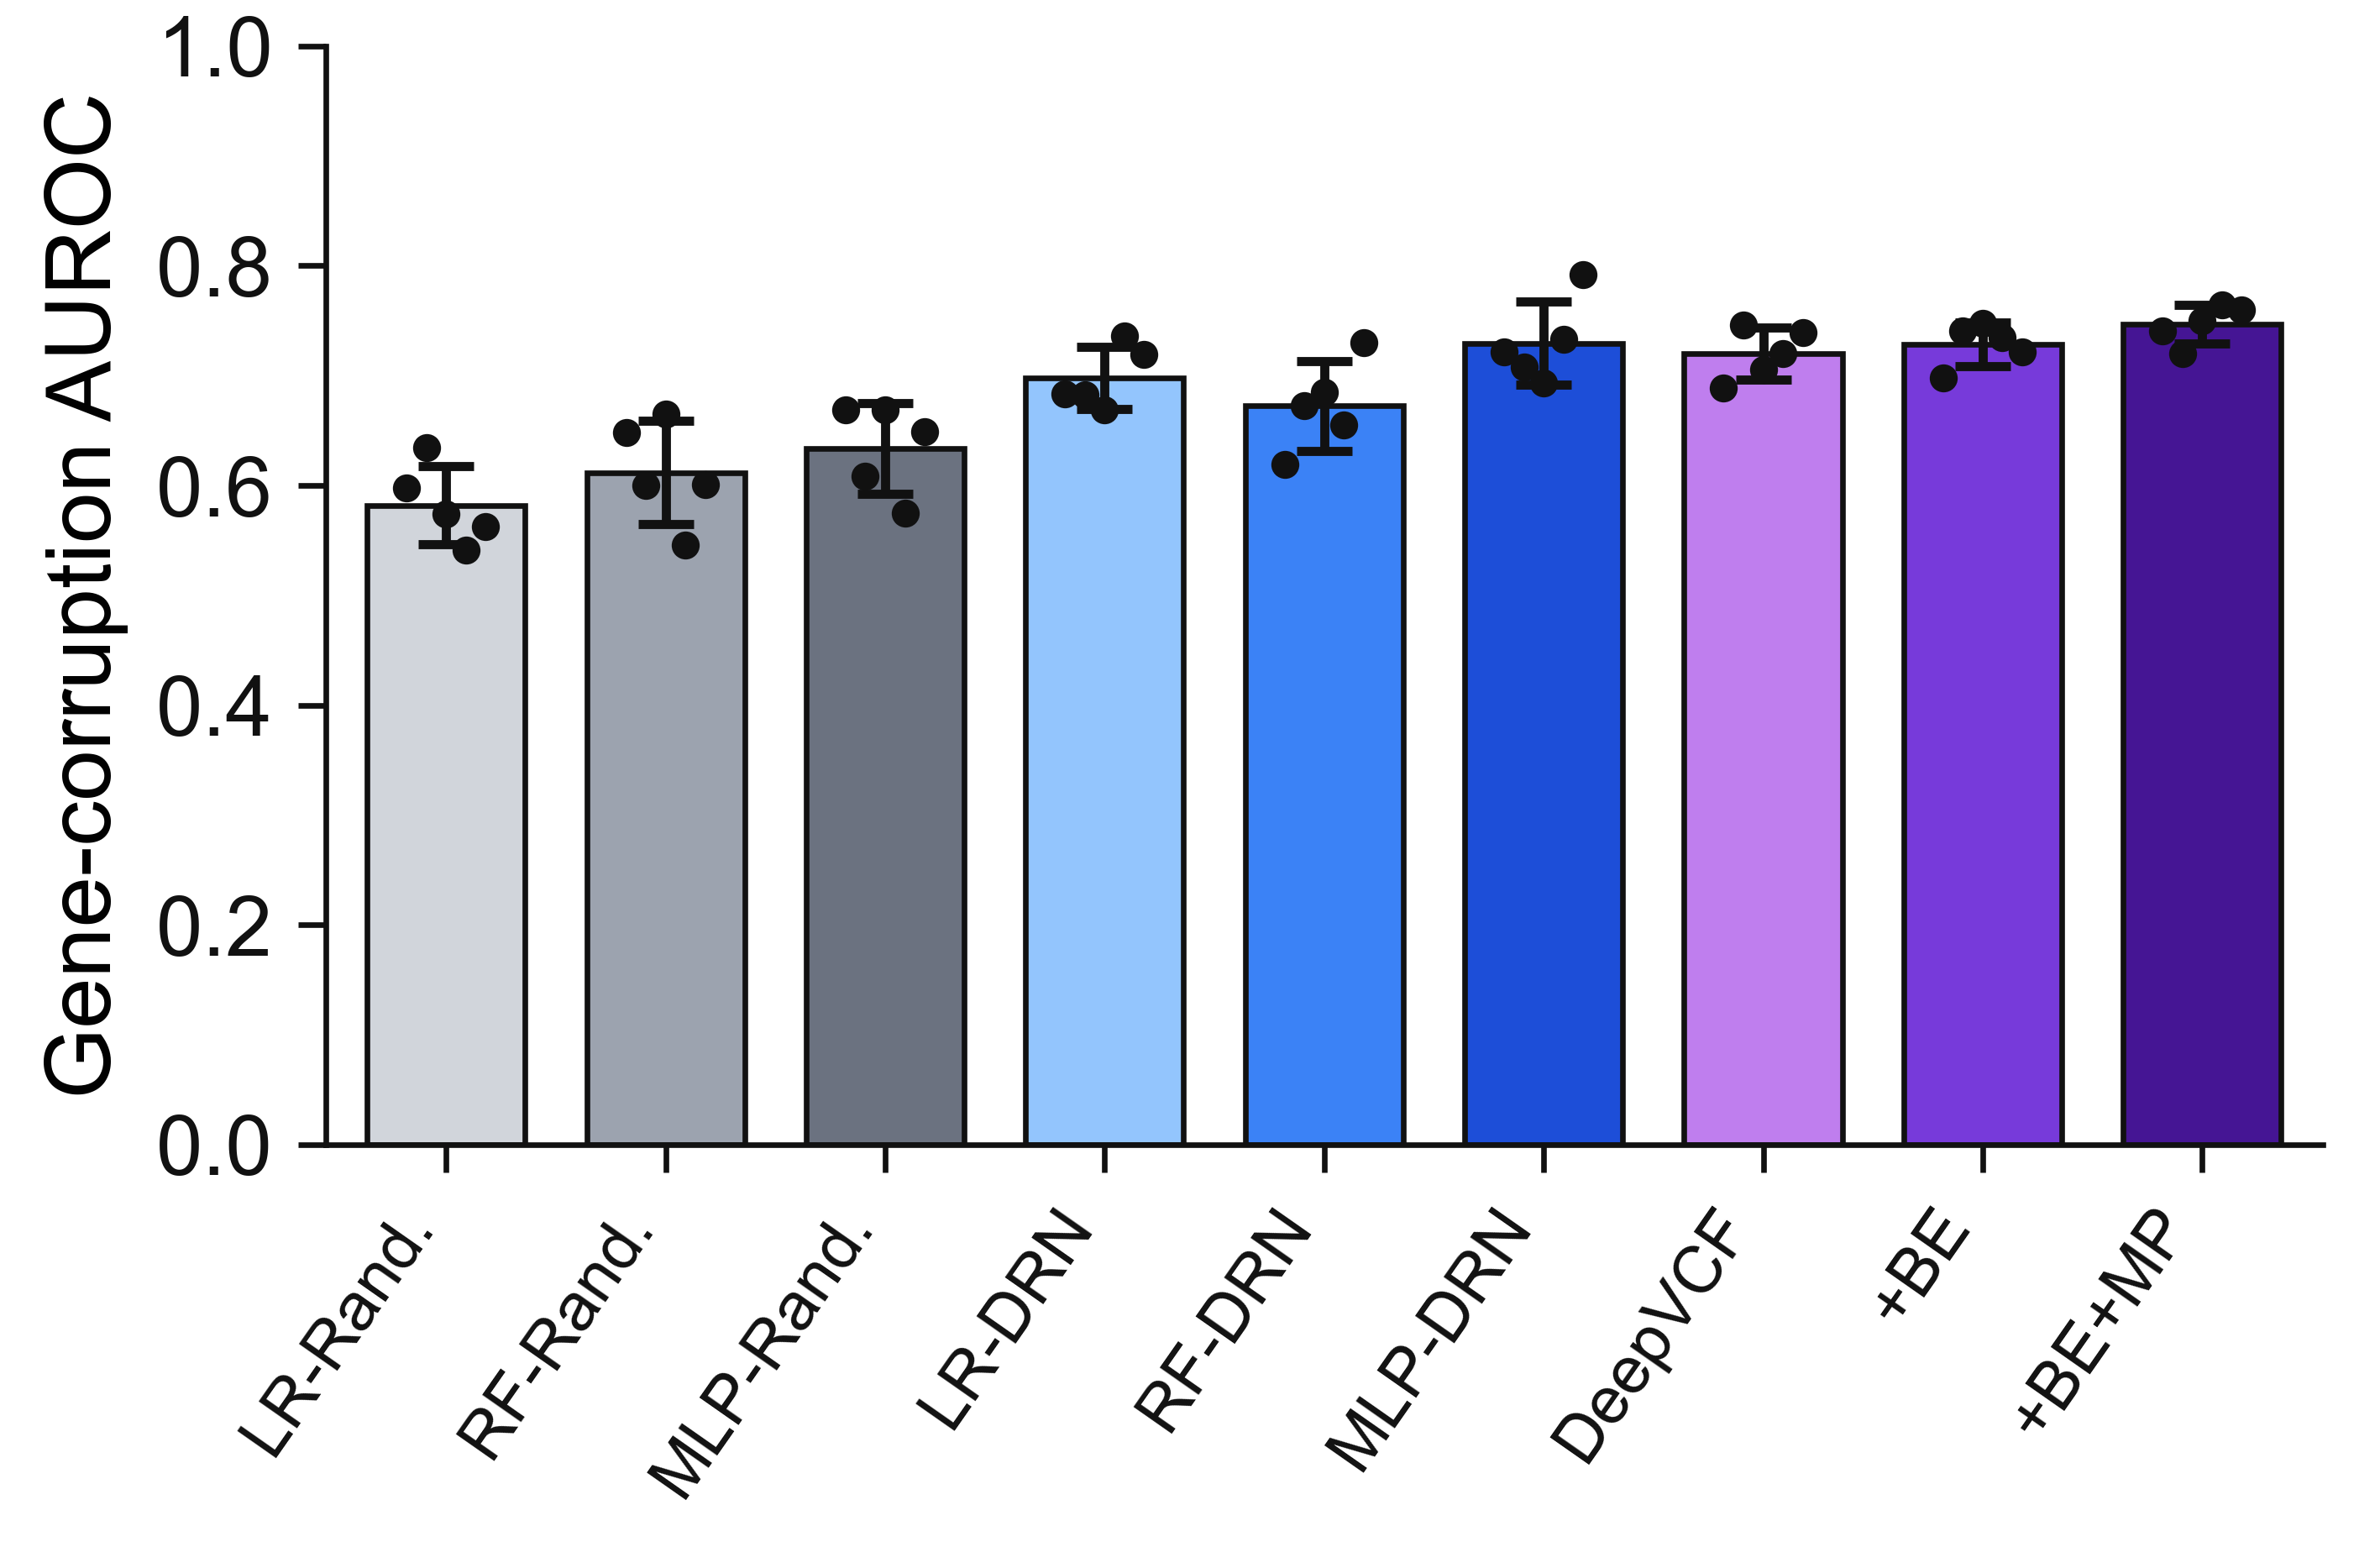 Gene-corruption AUROC
1.0
0.8
0.6
0.4
0.2
0.0
LR-Rand.
RF-Rand.
MLP-Rand.
LR-DRN
RF-DRN
MLP-DRN
DeepVCF
+BE
+BE+MP